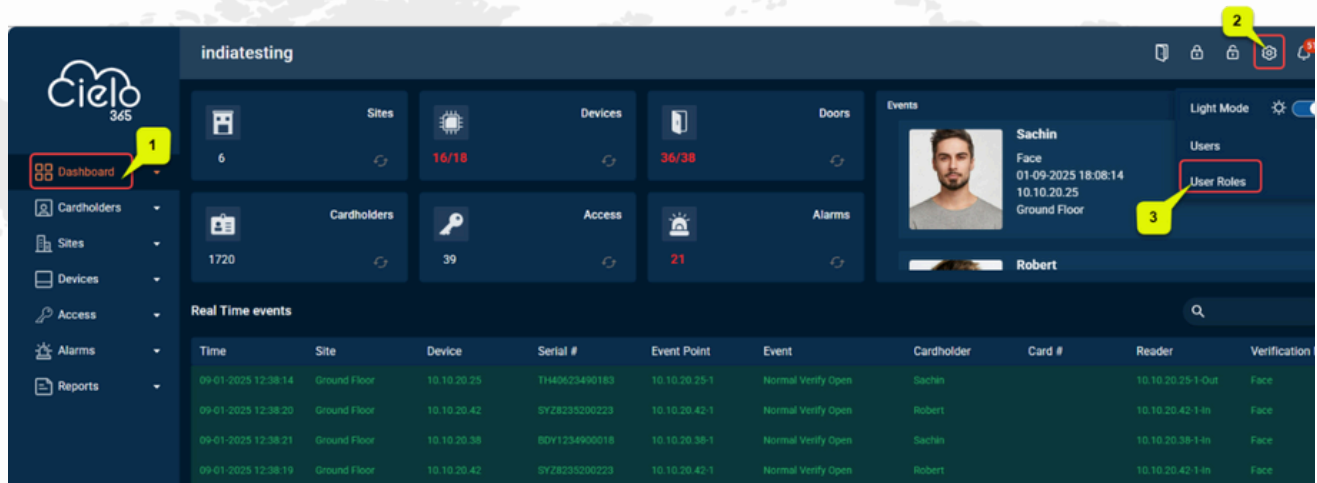 2
indiatesting
51
Cielo
365
1
Dashboard
Cardholders
Sites
Devices
Access
Alarms
Reports
Sites
6
Devices
16/18
Doors
36/38
Cardholders
1720
Access
39
Alarms
21
Events
Sachin
Face
01-09-2025 18:08:14
10.10.20.25
Ground Floor
Robert
Light Mode
Users
User Roles
3
Real Time events
Time Site Device Serial # Event Point Event Cardholder Card # Reader Verification
09-01-2025 12:38:14 Ground Floor 10.10.20.25 TH40623490183 10.10.20.25-1 Normal Verify Open Sachin 10.10.20.25-1-Out Face
09-01-2025 12:38:20 Ground Floor 10.10.20.42 SYZ8235200223 10.10.20.42-1 Normal Verify Open Robert 10.10.20.42-1-In Face
09-01-2025 12:38:21 Ground Floor 10.10.20.38 BDY1234900018 10.10.20.38-1 Normal Verify Open Sachin 10.10.20.38-1-In Face
09-01-2025 12:38:19 Ground Floor 10.10.20.42 SYZ8235200223 10.10.20.42-1 Normal Verify Open Robert 10.10.20.42-1-In Face